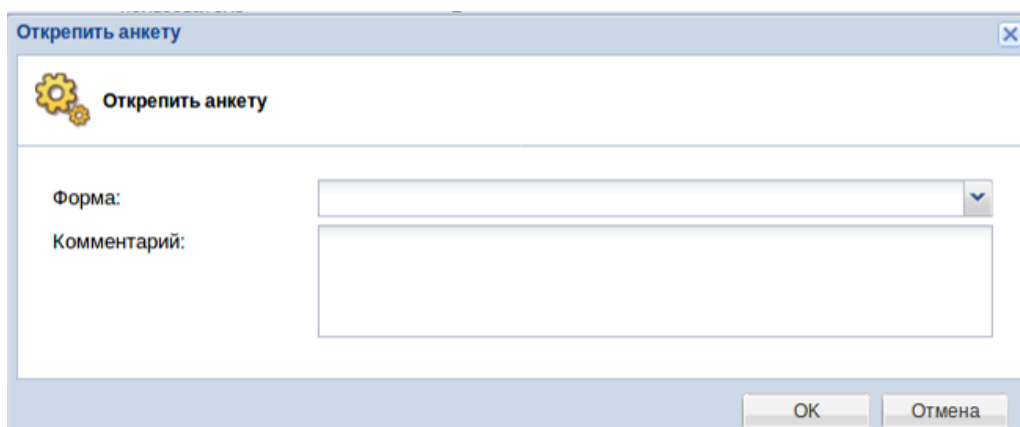 Открепить анкету
Открепить анкету
Форма:
Комментарий:
OK
Отмена